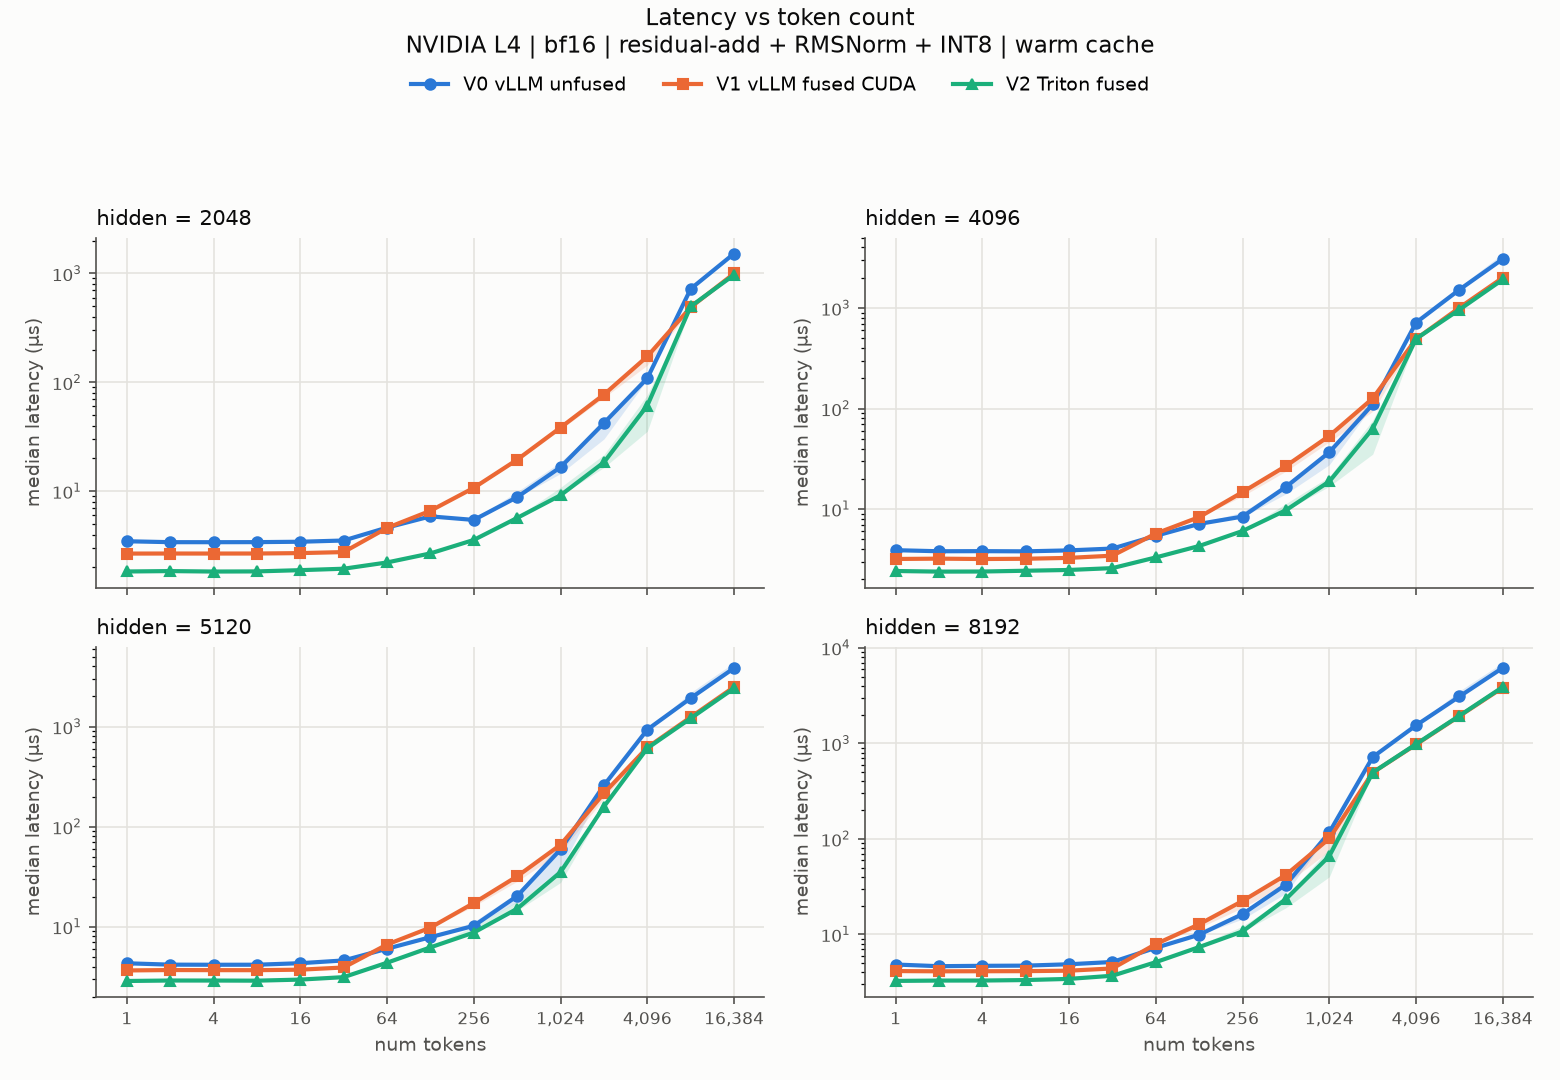 Latency vs token count
NVIDIA L4 | bf16 | residual-add + RMSNorm + INT8 | warm cache
V0 vLLM unfused
V1 vLLM fused CUDA
V2 Triton fused
hidden = 2048
median latency (µs)
10³
10²
10¹
hidden = 4096
median latency (µs)
10³
10²
10¹
hidden = 5120
median latency (µs)
10³
10²
10¹
1 4 16 64 256 1,024 4,096 16,384
num tokens
hidden = 8192
median latency (µs)
10⁴
10³
10²
10¹
1 4 16 64 256 1,024 4,096 16,384
num tokens